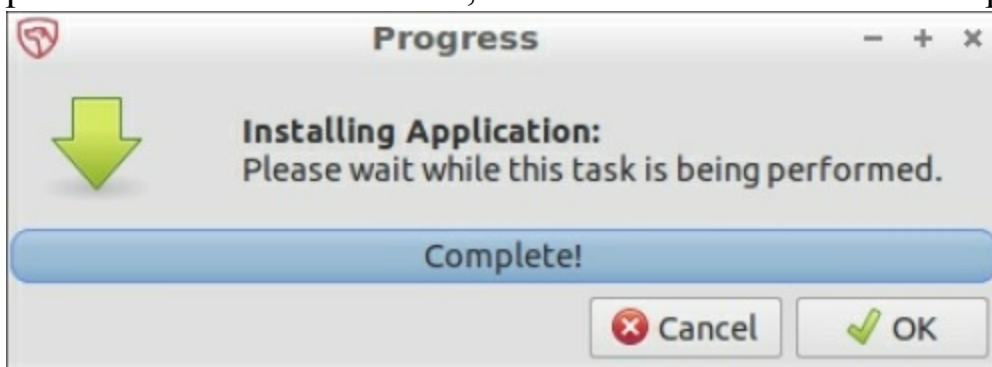 Progress
Installing Application:
Please wait while this task is being performed.
Complete!
Cancel
OK